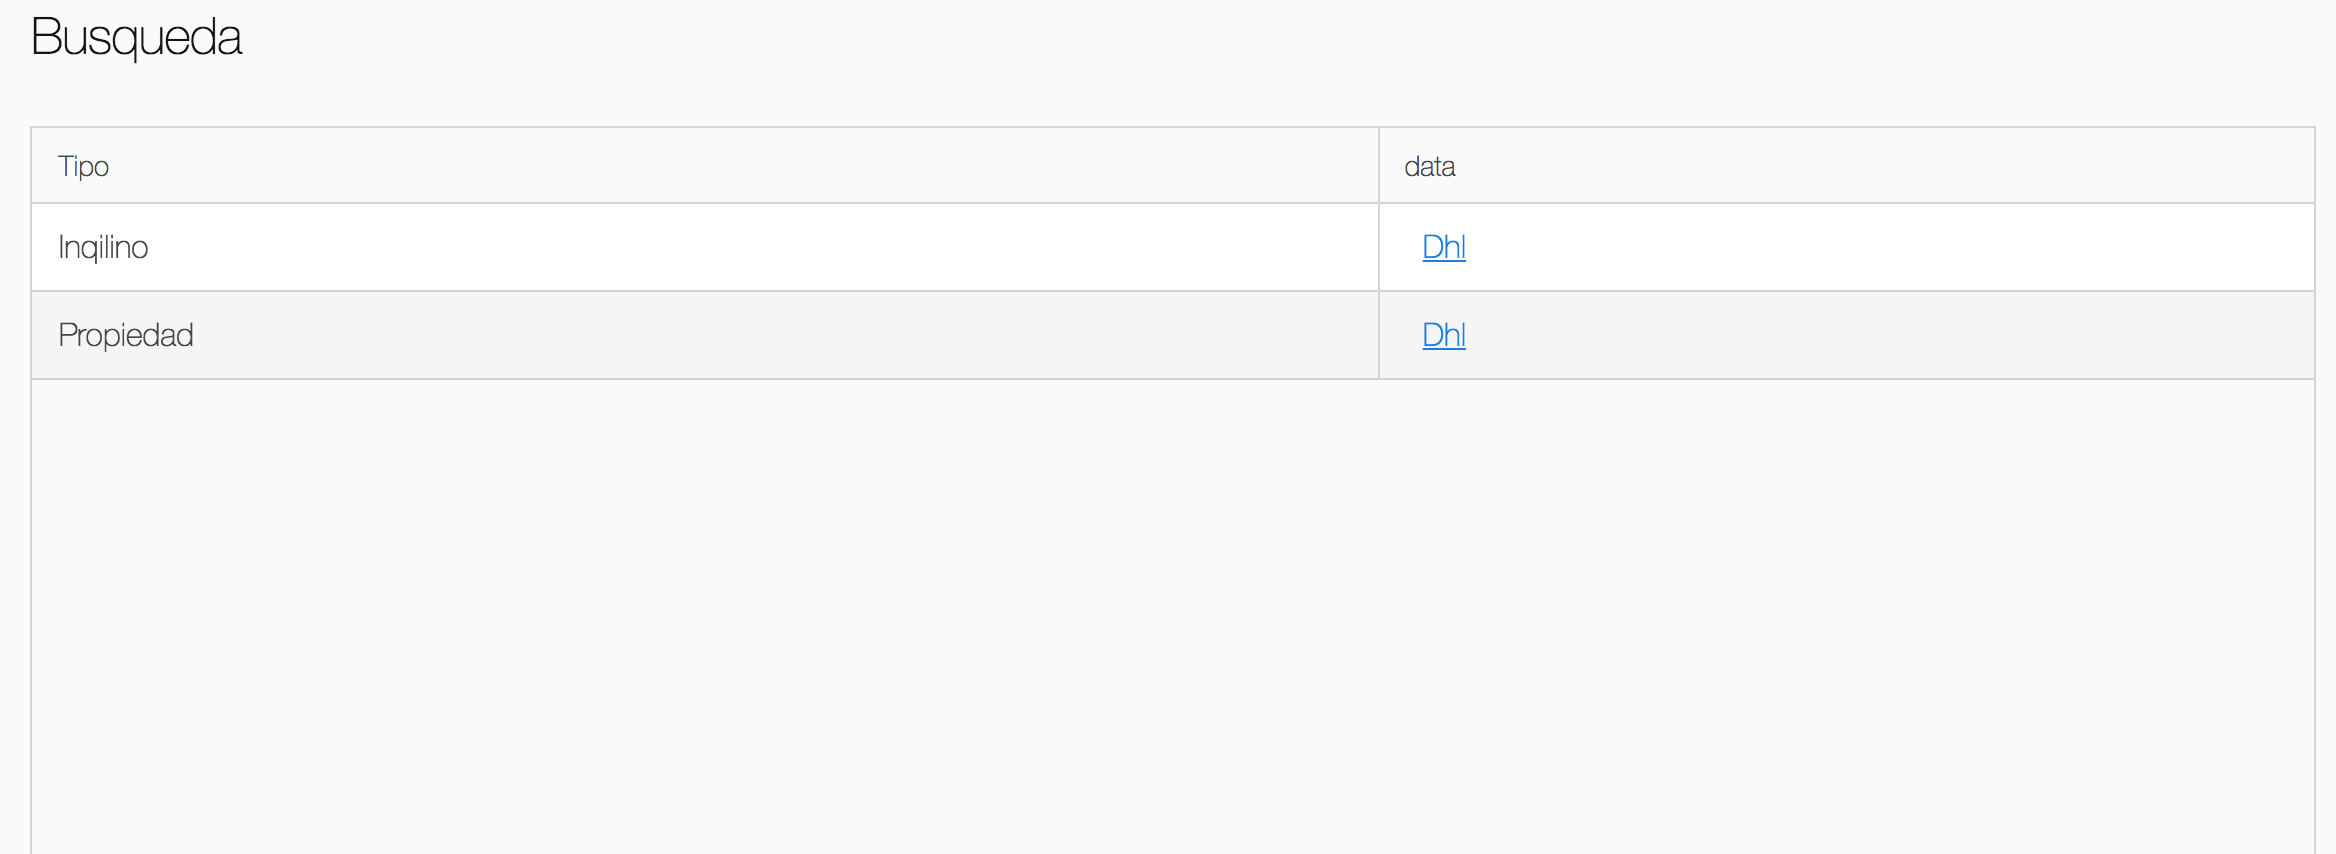 Busqueda
Tipo data
Inqilino Dhl
Propiedad Dhl